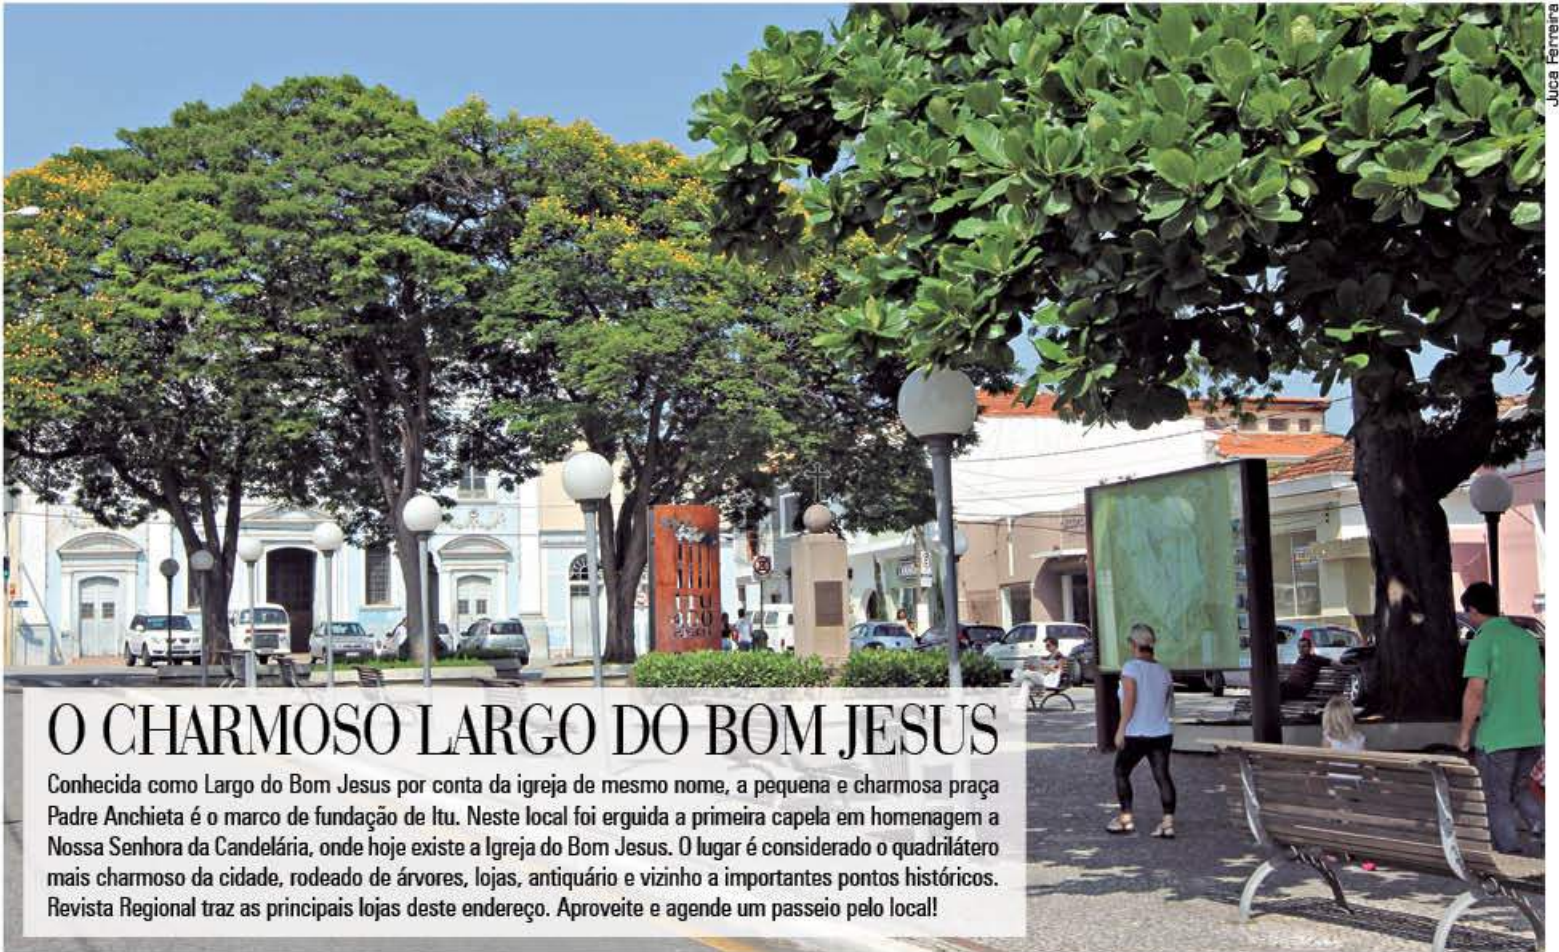 Juca Ferreira
O CHARMOSO LARGO DO BOM JESUS
Conhecida como Largo do Bom Jesus por conta da igreja de mesmo nome, a pequena e charmosa praça
Padre Anchieta é o marco de fundação de Itu. Neste local foi erguida a primeira capela em homenagem a
Nossa Senhora da Candelária, onde hoje existe a Igreja do Bom Jesus. O lugar é considerado o quadrilátero
mais charmoso da cidade, rodeado de árvores, lojas, antiquário e vizinho a importantes pontos históricos.
Revista Regional traz as principais lojas deste endereço. Aproveite e agende um passeio pelo local!